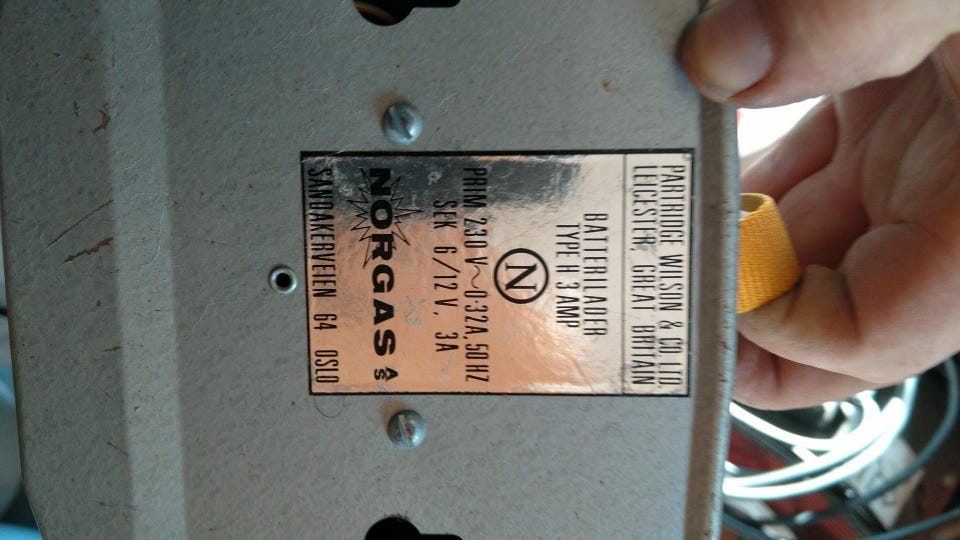 PARTRIDGE WILSON & CO. LTD.
LEICESTER, GREAT BRITIAN
BATTERILADER
TYPE H 3 AMP
N
PRIM 230 V~0·32A, 50 HZ
SEK 6/12 V, 3A
NORGAS A/S
SANDAKERVEIEN 64 OSLO